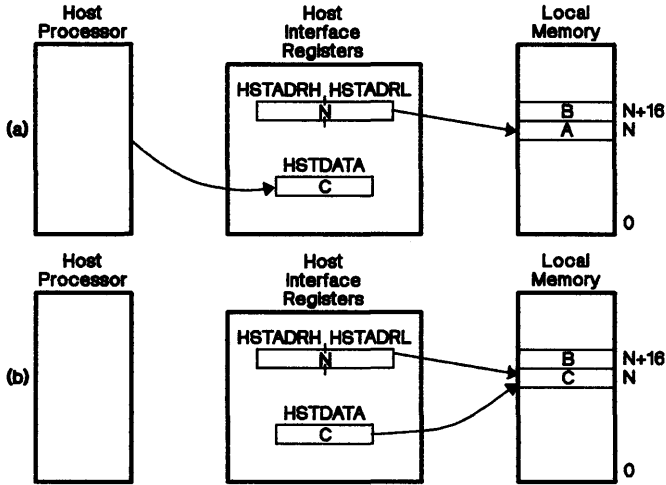 Host Processor
Host Interface Registers
Local Memory
(a)
HSTADRH HSTADRL
N
HSTDATA
C
B
A
N+16
N
0
Host Processor
Host Interface Registers
Local Memory
(b)
HSTADRH HSTADRL
N
HSTDATA
C
B
C
N+16
N
0